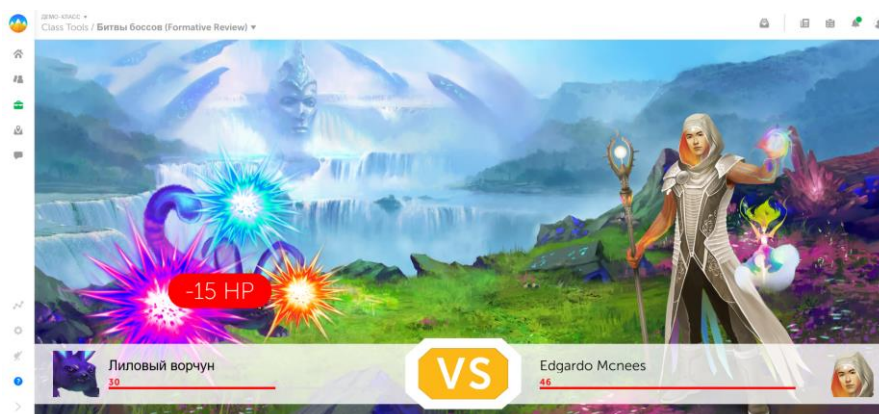 ДЕМО-КЛАСС
Class Tools / Битвы боссов (Formative Review)
-15 HP
Лиловый ворчун
30
VS
Edgardo Mcnees
46